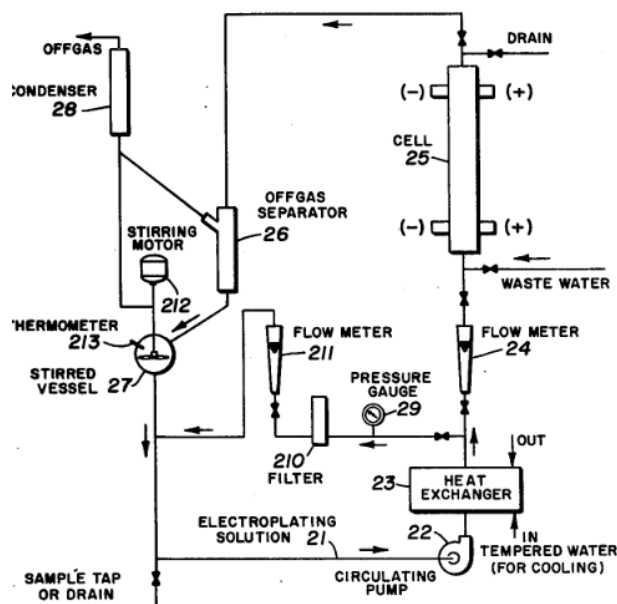 OFFGAS
DRAIN
CONDENSER
28
(-) (+)
CELL
25
OFFGAS
SEPARATOR
26
(-) (+)
STIRRING
MOTOR
212
WASTE WATER
THERMOMETER
213
FLOW METER
211
FLOW METER
24
STIRRED
VESSEL 27
PRESSURE
GAUGE
29
210
FILTER
OUT
23
HEAT
EXCHANGER
ELECTROPLATING
SOLUTION 21
22
IN
TEMPERED WATER
(FOR COOLING)
CIRCULATING
PUMP
SAMPLE TAP
OR DRAIN